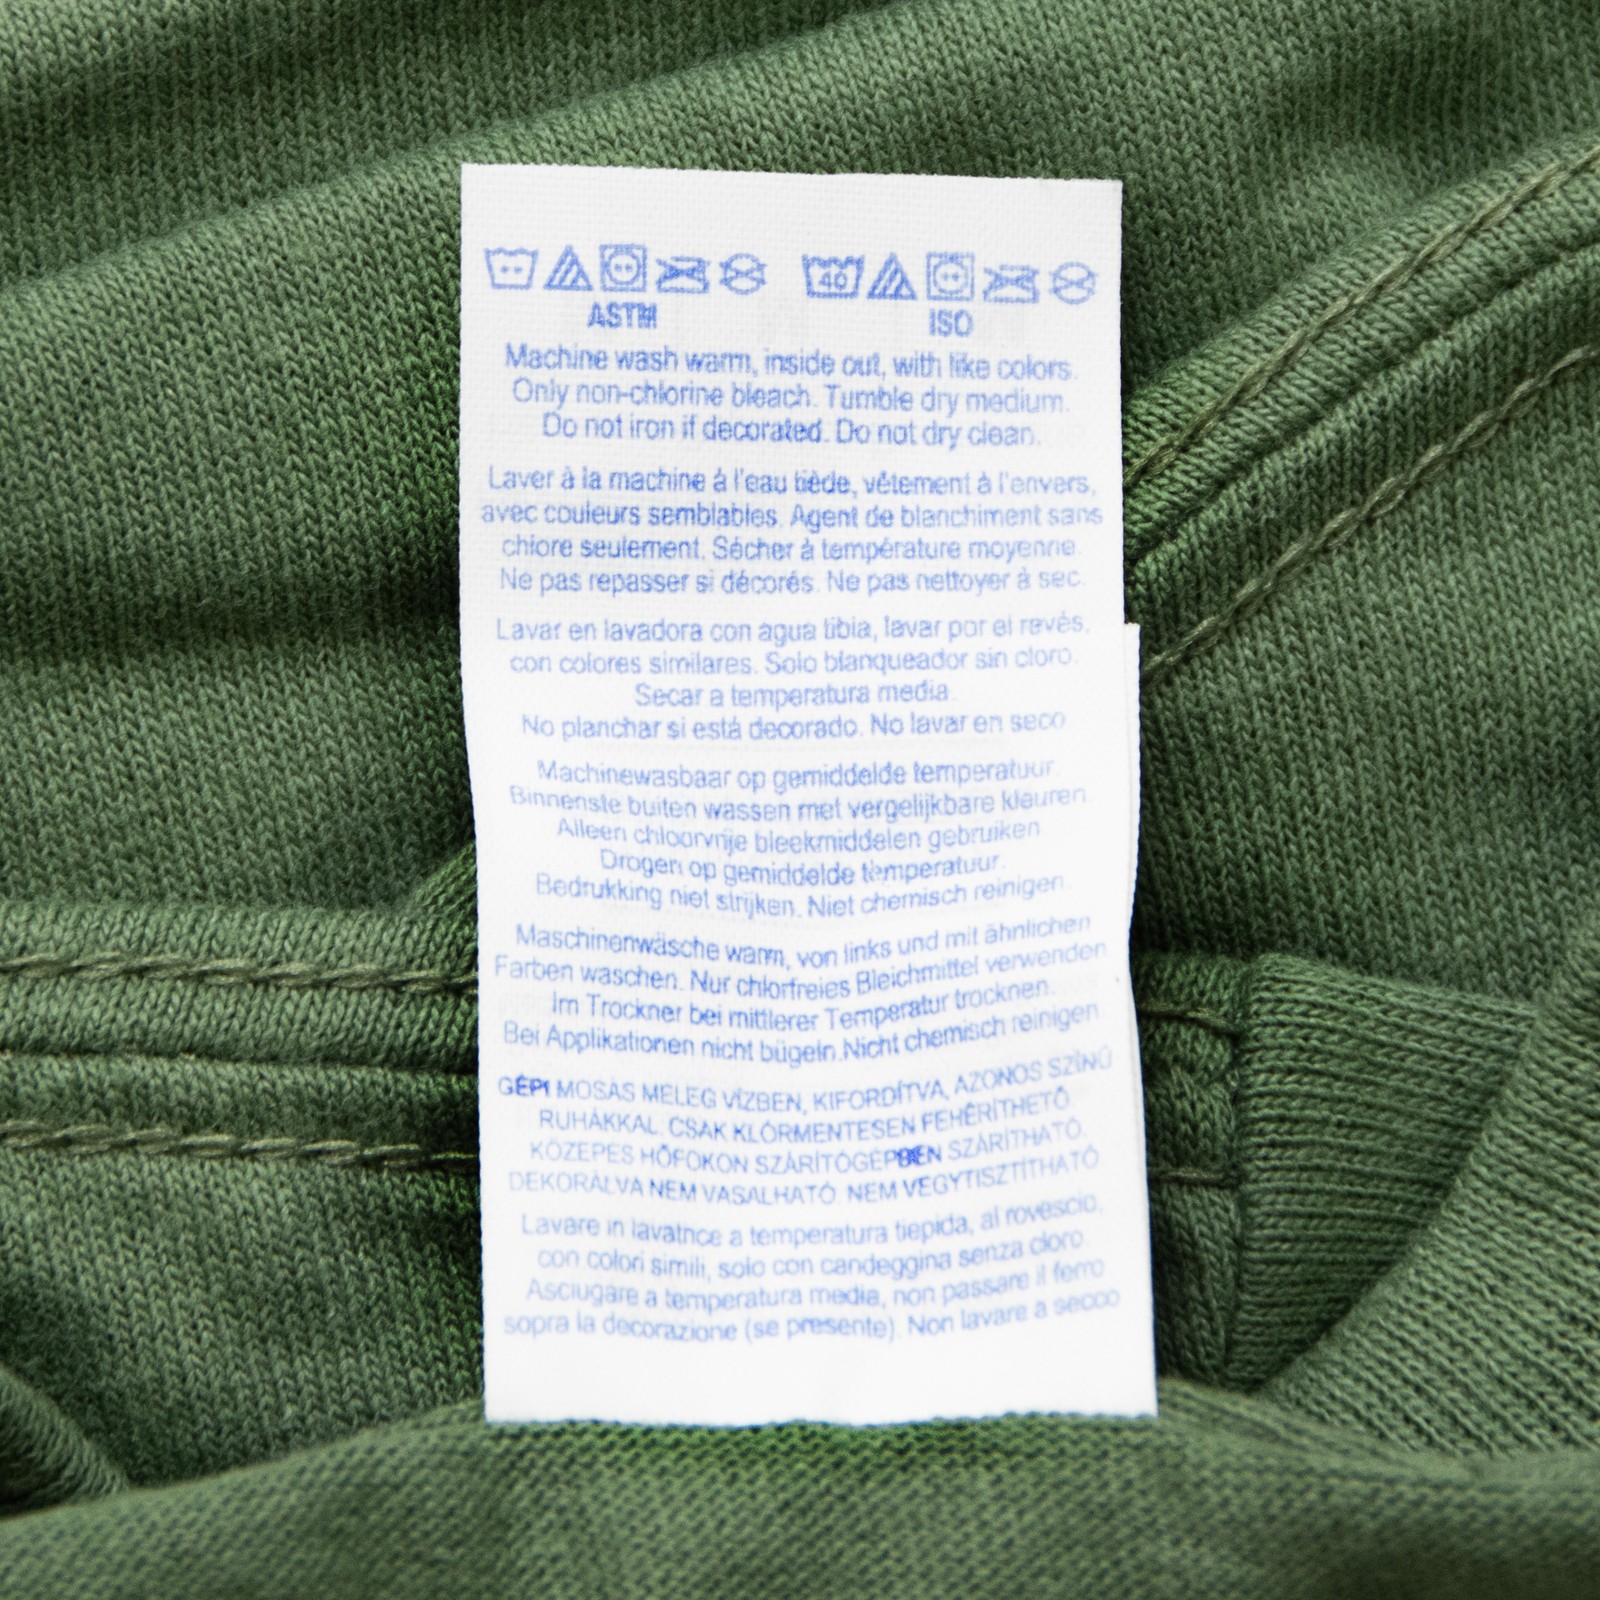 40
ASTM ISO
Machine wash warm, inside out, with like colors.
Only non-chlorine bleach. Tumble dry medium.
Do not iron if decorated. Do not dry clean.
Laver à la machine à l'eau tiède, vêtement à l'envers,
avec couleurs semblables. Agent de blanchiment sans
chlore seulement. Sécher à température moyenne.
Ne pas repasser si décorés. Ne pas nettoyer à sec.
Lavar en lavadora con agua tibia, lavar por el revés,
con colores similares. Solo blanqueador sin cloro.
Secar a temperatura media.
No planchar si está decorado. No lavar en seco
Machinewasbaar op gemiddelde temperatuur.
Binnenste buiten wassen met vergelijkbare kleuren.
Alleen chloorvrije bleekmiddelen gebruiken
Drogen op gemiddelde temperatuur.
Bedrukking niet strijken. Niet chemisch reinigen.
Maschinenwäsche warm, von links und mit ähnlichen
Farben waschen. Nur chlorfreies Bleichmittel verwenden
Im Trockner bei mittlerer Temperatur trocknen.
Bei Applikationen nicht bügeln.Nicht chemisch reinigen
GÉPI MOSÁS MELEG VÍZBEN, KIFORDÍTVA, AZONOS SZÍNŰ
RUHÁKKAL. CSAK KLÓRMENTESEN FEHÉRÍTHETŐ.
KÖZEPES HŐFOKON SZÁRÍTÓGÉPBEN SZÁRÍTHATÓ.
DEKORÁLVA NEM VASALHATÓ. NEM VEGYTISZTÍTHATÓ
Lavare in lavatrice a temperatura tiepida, al rovescio,
con colori simili, solo con candeggina senza cloro.
Asciugare a temperatura media, non passare il ferro
sopra la decorazione (se presente). Non lavare a secco